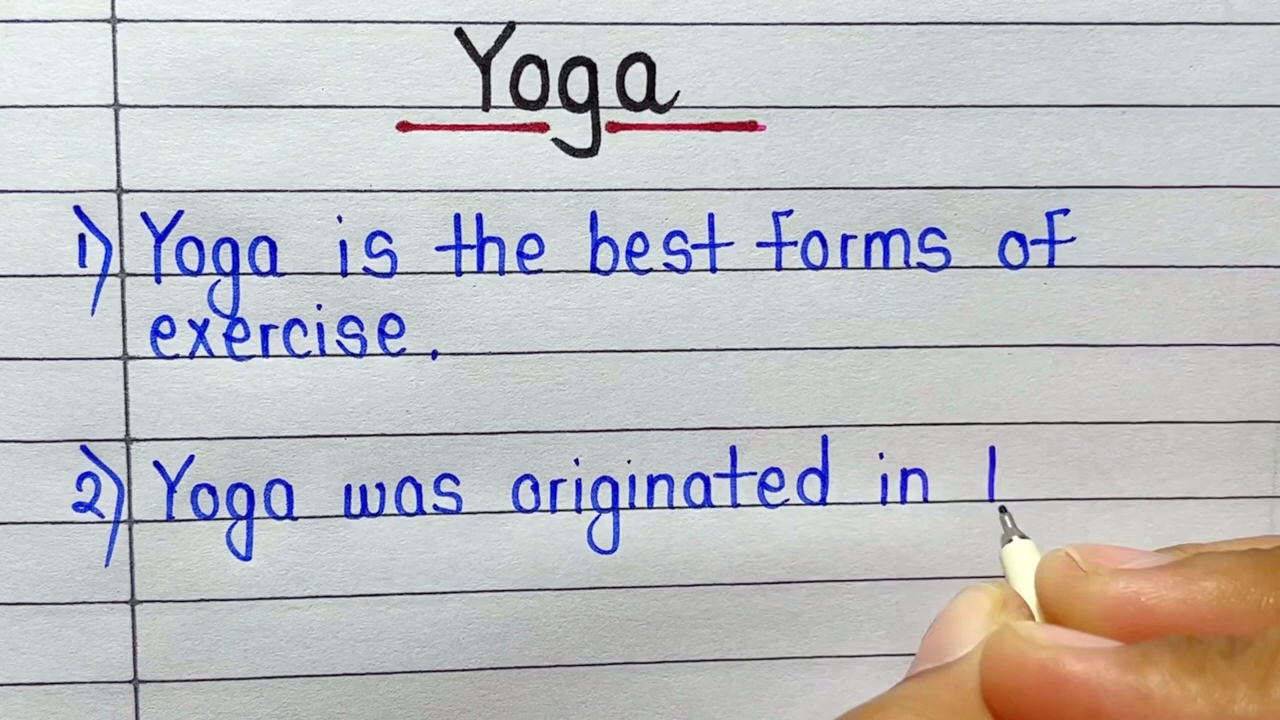 Yoga
1) Yoga is the best forms of
exercise.
2) Yoga was originated in I